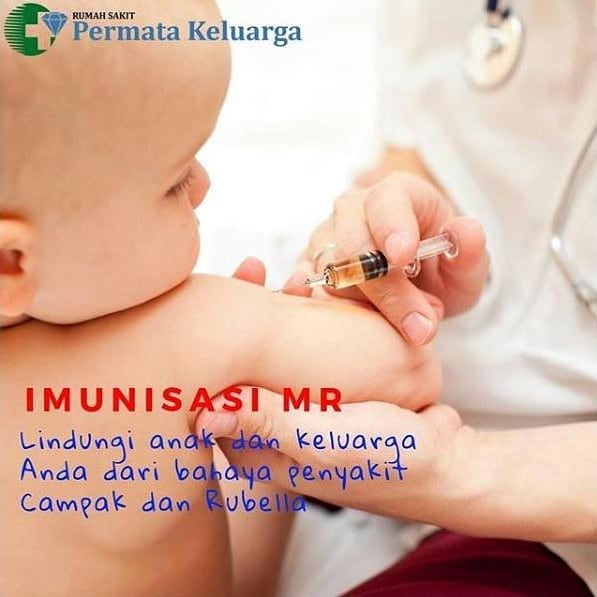 RUMAH SAKIT
Permata Keluarga
IMUNISASI MR
Lindungi anak dan keluarga
Anda dari bahaya penyakit
Campak dan Rubella